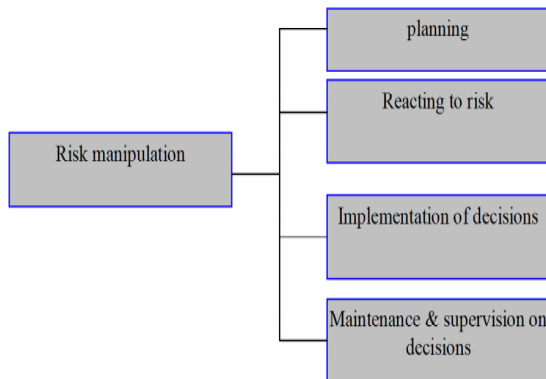 planning
Reacting to risk
Risk manipulation
Implementation of decisions
Maintenance & supervision on
decisions